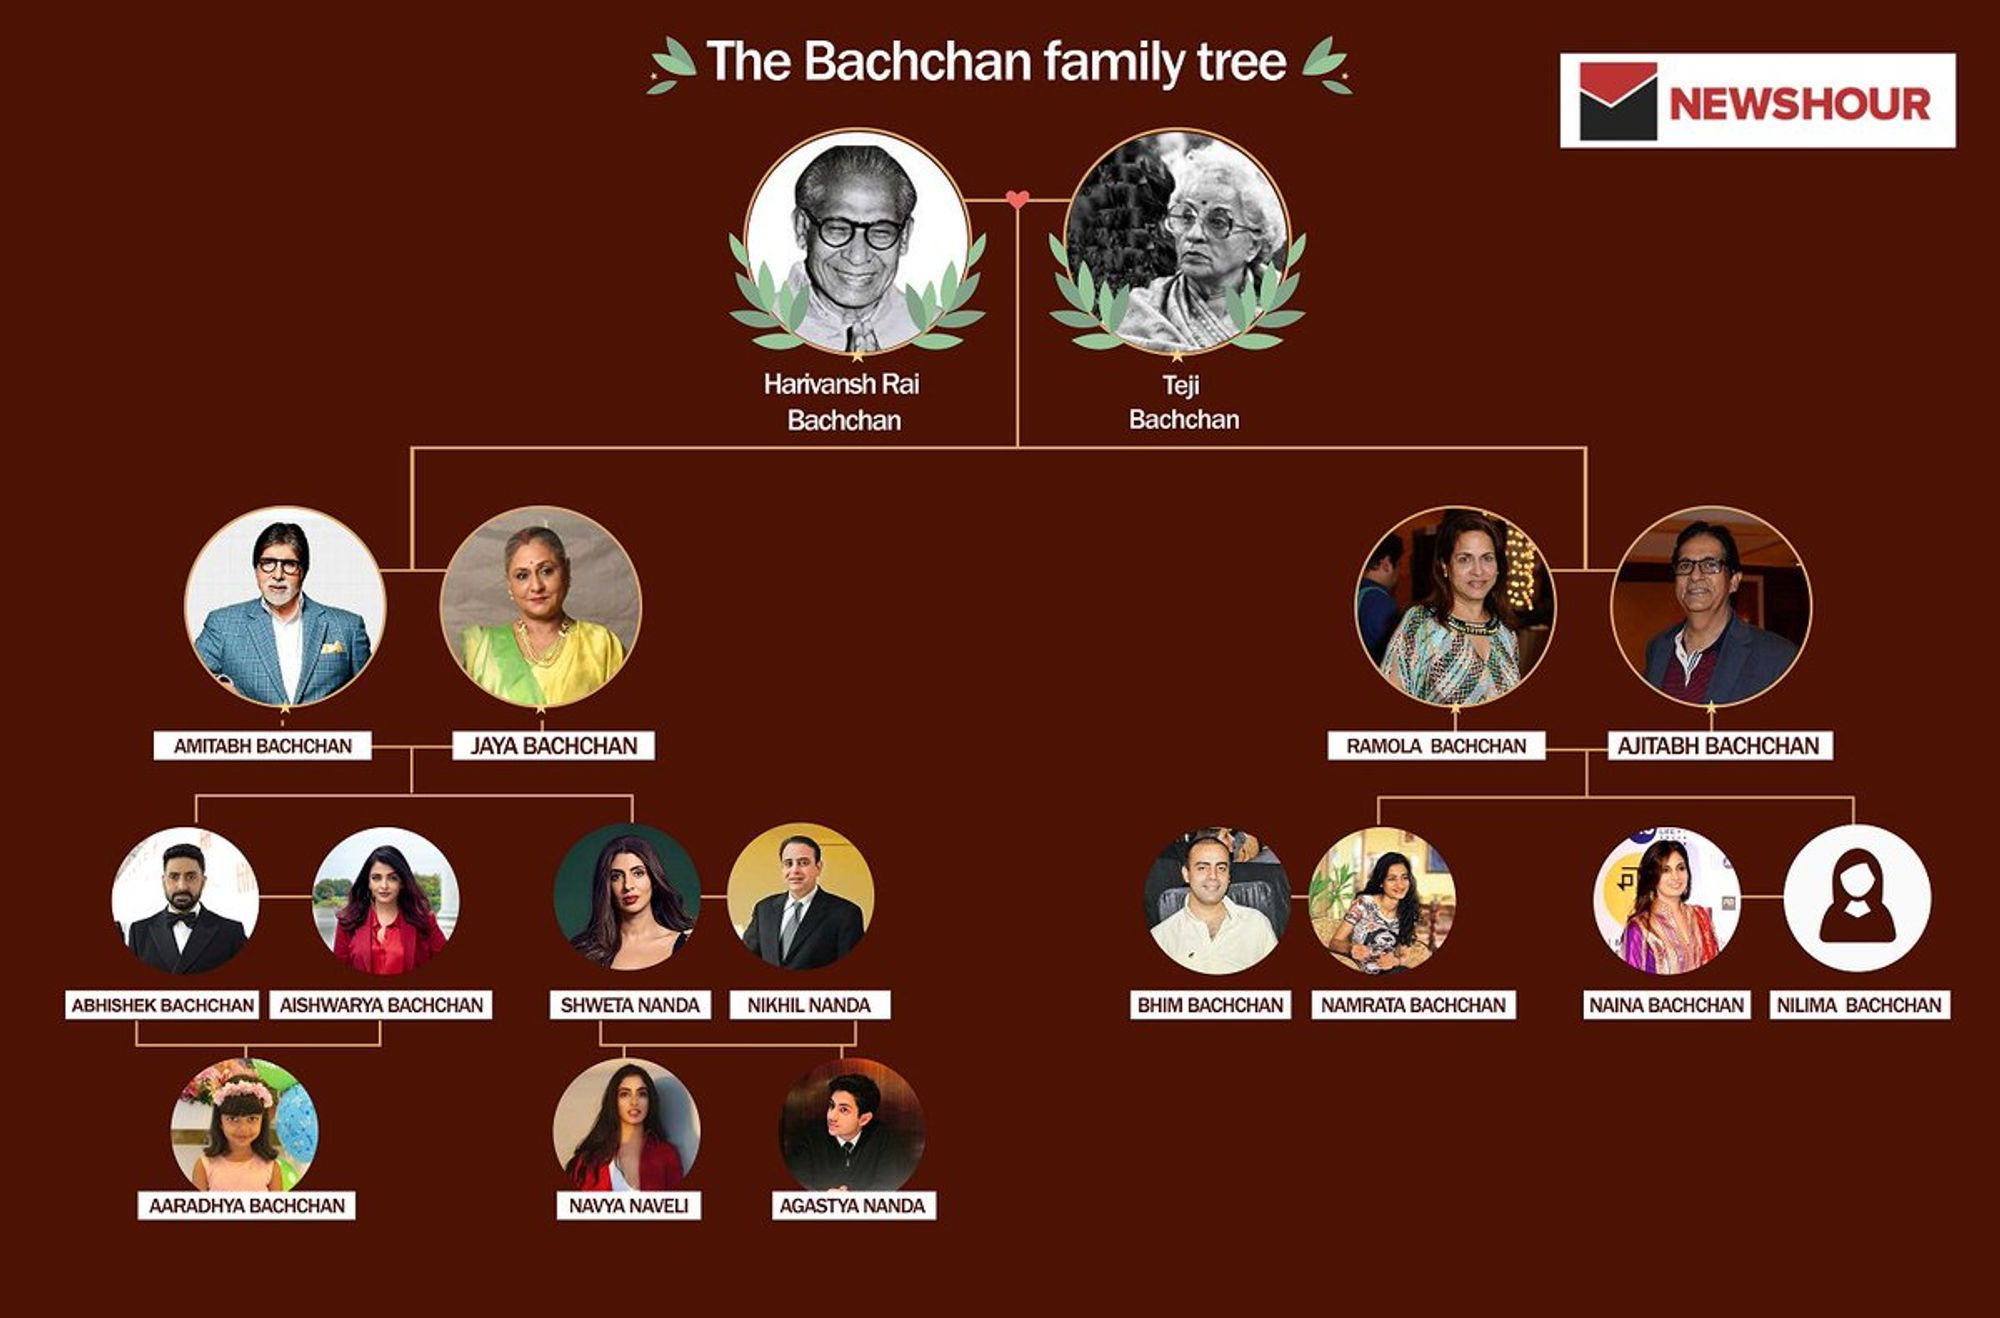 The Bachchan family tree
NEWSHOUR
Harivansh Rai
Bachchan
Teji
Bachchan
AMITABH BACHCHAN
JAYA BACHCHAN
RAMOLA BACHCHAN
AJITABH BACHCHAN
ABHISHEK BACHCHAN
AISHWARYA BACHCHAN
SHWETA NANDA
NIKHIL NANDA
BHIM BACHCHAN
NAMRATA BACHCHAN
NAINA BACHCHAN
NILIMA BACHCHAN
AARADHYA BACHCHAN
NAVYA NAVELI
AGASTYA NANDA